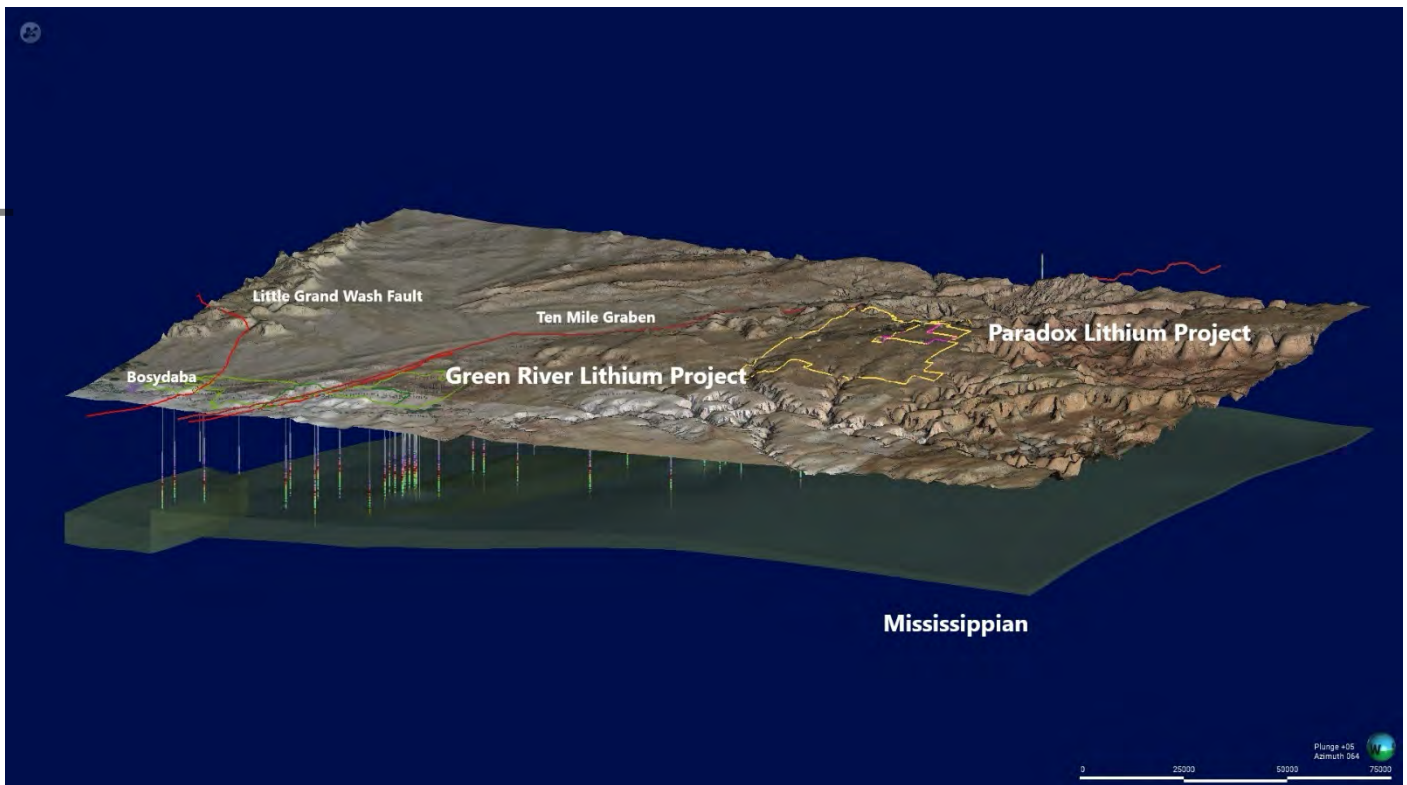 Little Grand Wash Fault
Ten Mile Graben
Paradox Lithium Project
Bosydaba
Green River Lithium Project
Mississippian
Plunge +05
Azimuth 064
W
0 25000 50000 75000